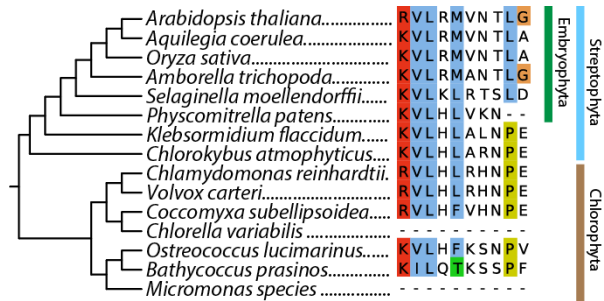 Arabidopsis thaliana.................. RVLRMVNTLG
Aquilegia coerulea................... KVLRMVNTLA
Oryza sativa......................... KVLRMVNTLA
Amborella trichopoda............. KVLRMANTLG
Selaginella moellendorffii...... KVLKLRTSLD
Physcomitrella patens............. KVLHLVKN--
Klebsormidium flaccidum....... KVLHLALNPE
Chlorokybus atmophyticus.... KVLHLARNPE
Chlamydomonas reinhardtii. RVLHLRHNPE
Volvox carteri....................... RVLHLRHNPE
Coccomyxa subellipsoidea...... RVLHFVHNPE
Chlorella variabilis ................. ----------
Ostreococcus lucimarinus........ KVLHFKSNPV
Bathycoccus prasinos............. KILQTKSSPF
Micromonas species .............. ----------
Embryophyta
Streptophyta
Chlorophyta